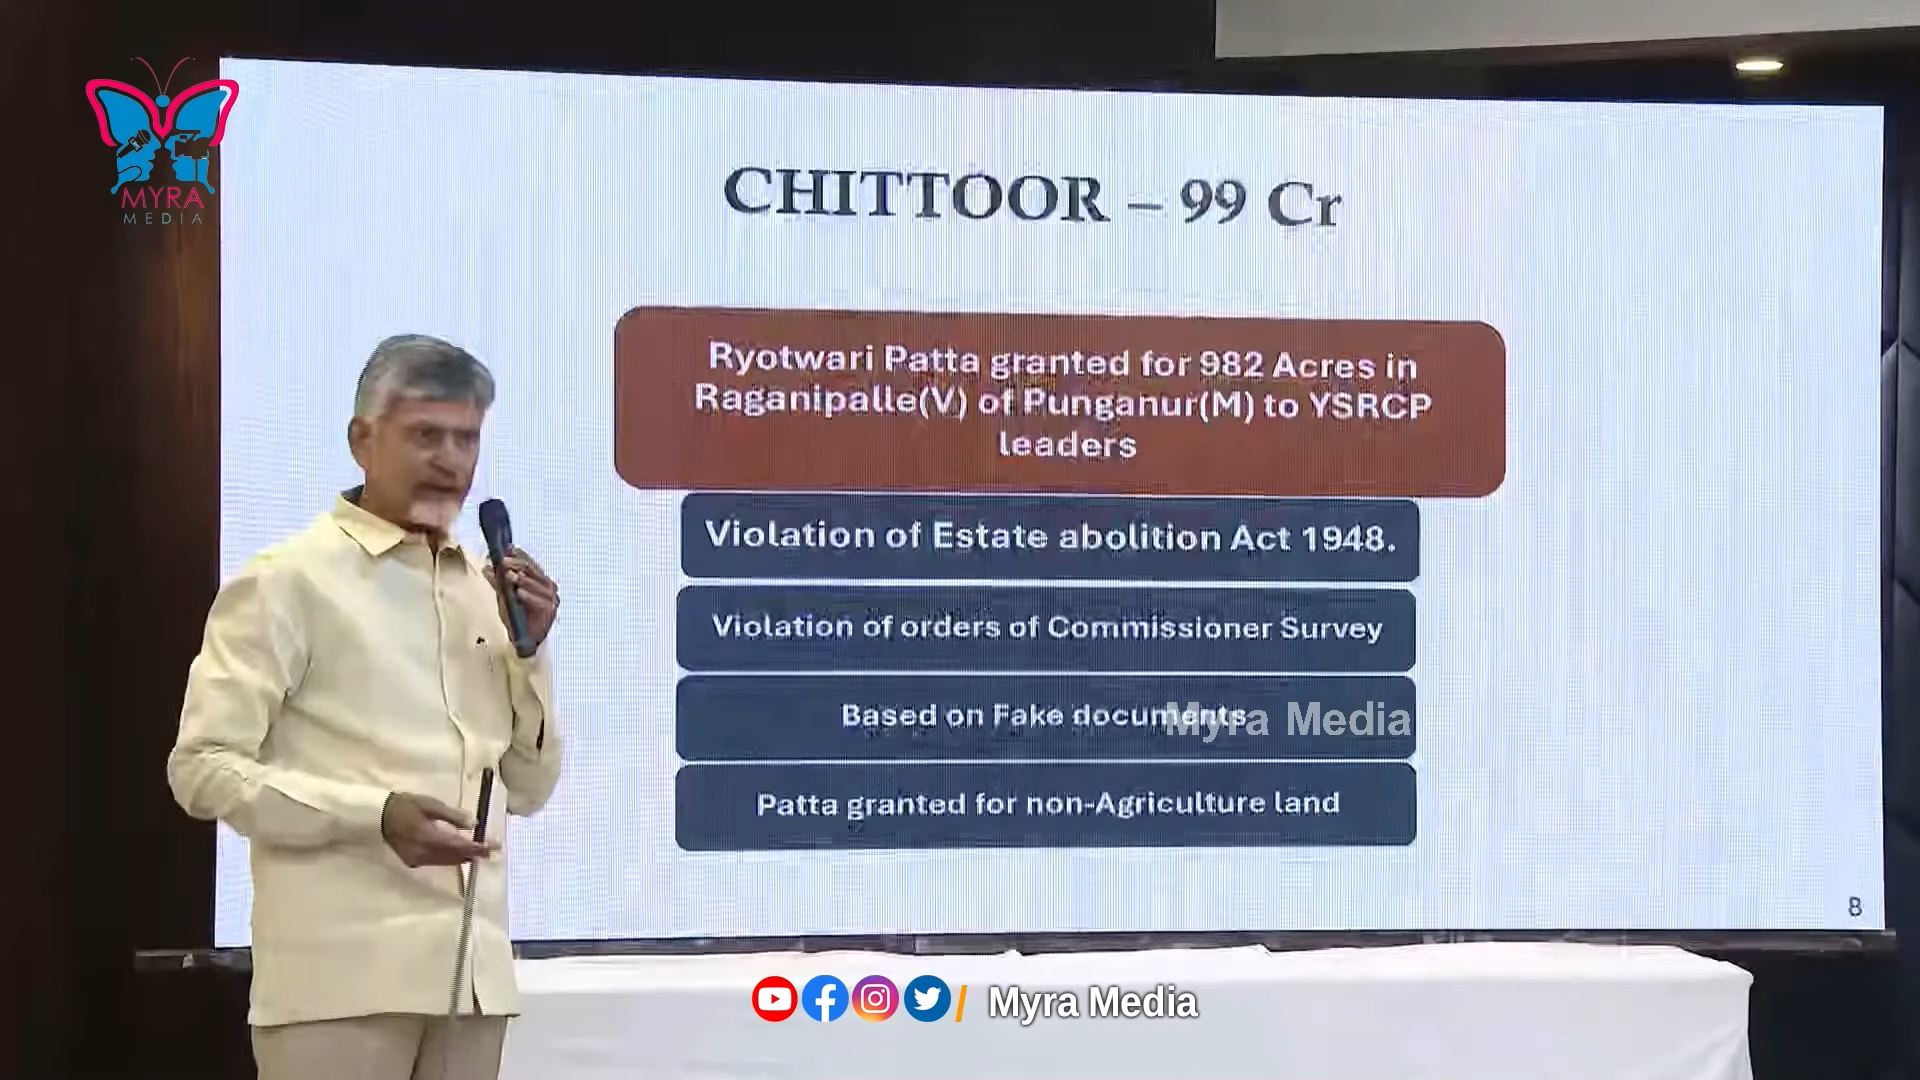 MYRA
MEDIA
CHITTOOR – 99 Cr
Ryotwari Patta granted for 982 Acres in
Raganipalle(V) of Punganur(M) to YSRCP
leaders
Violation of Estate abolition Act 1948.
Violation of orders of Commissioner Survey
Based on Fake documents
Myra Media
Patta granted for non-Agriculture land
8
/ Myra Media